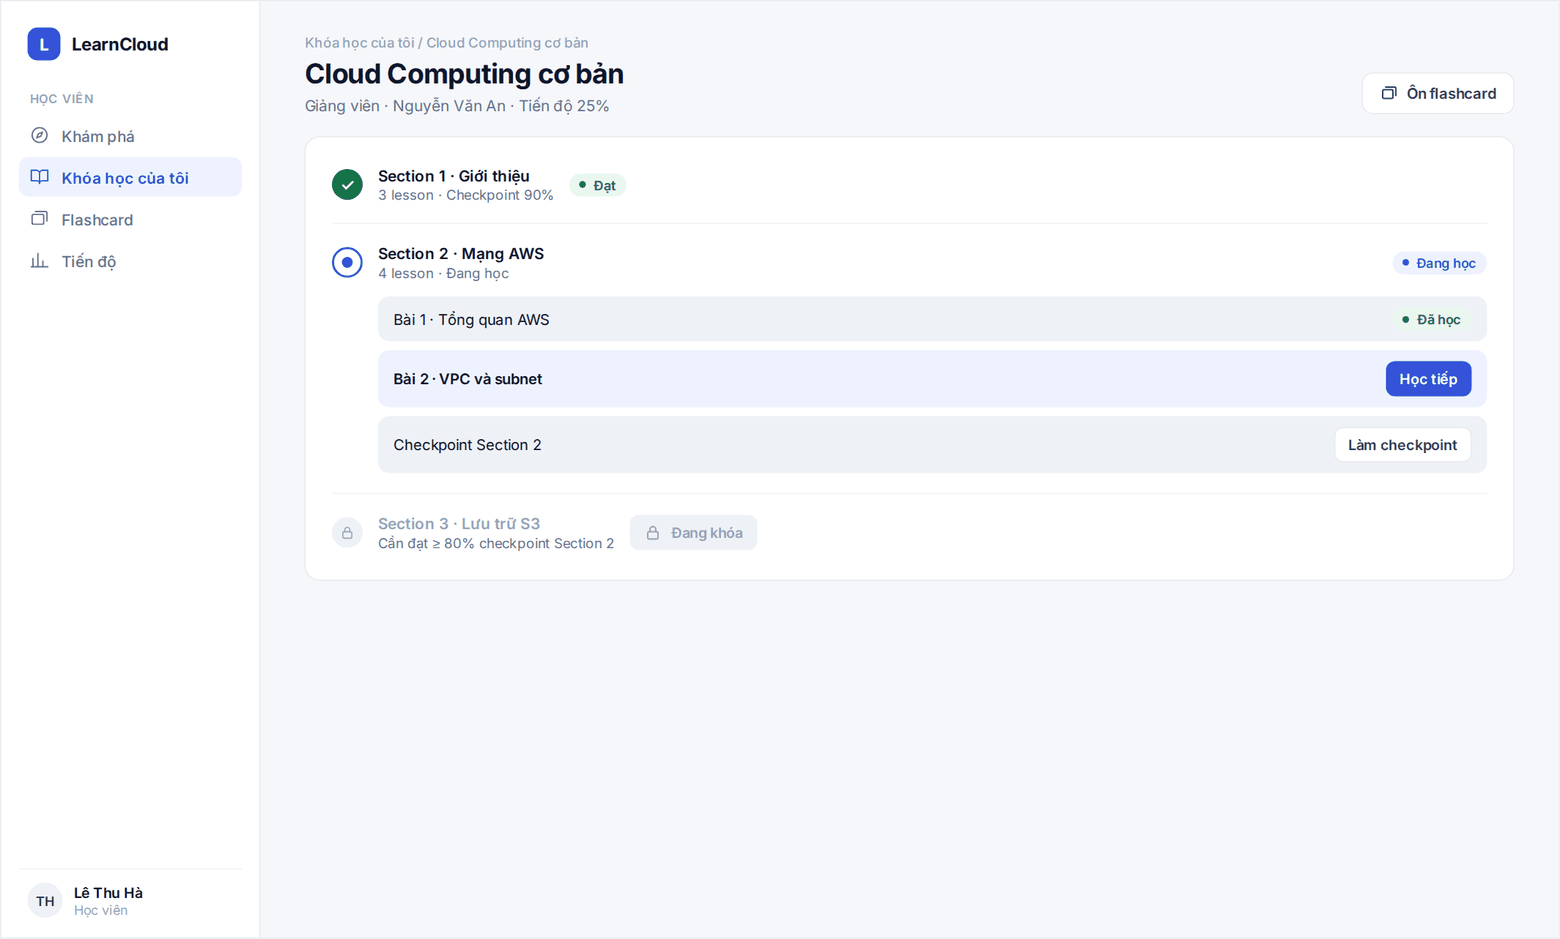 L LearnCloud
HỌC VIÊN
Khám phá
Khóa học của tôi
Flashcard
Tiến độ
TH
Lê Thu Hà
Học viên
Khóa học của tôi / Cloud Computing cơ bản
Cloud Computing cơ bản
Giảng viên · Nguyễn Văn An · Tiến độ 25%
Ôn flashcard
Section 1 · Giới thiệu
3 lesson · Checkpoint 90%
Đạt
Section 2 · Mạng AWS
4 lesson · Đang học
Đang học
Bài 1 · Tổng quan AWS
Đã học
Bài 2 · VPC và subnet
Học tiếp
Checkpoint Section 2
Làm checkpoint
Section 3 · Lưu trữ S3
Cần đạt ≥ 80% checkpoint Section 2
Đang khóa